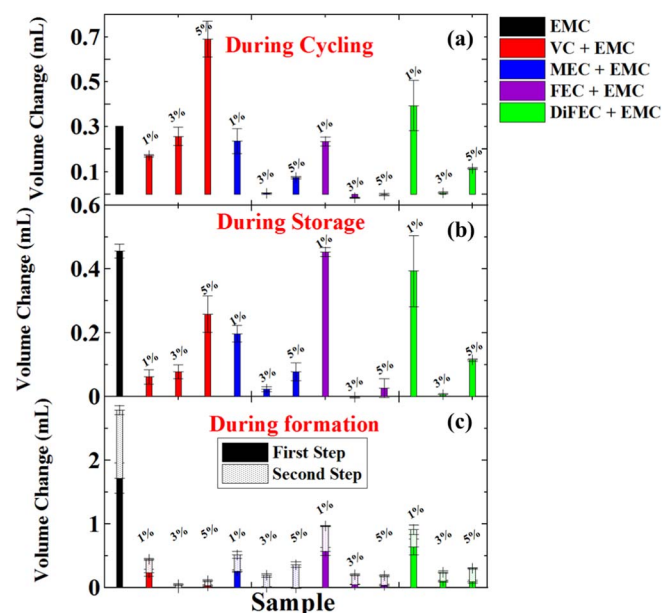 EMC
VC + EMC
MEC + EMC
FEC + EMC
DiFEC + EMC
(a)
During Cycling
Volume Change (mL)
0.7
0.5
0.3
0.1
1%
3%
5%
1%
3%
5%
1%
3%
5%
1%
3%
5%
(b)
During Storage
Volume Change (mL)
0.6
0.4
0.2
0
1%
3%
5%
1%
3%
5%
1%
3%
5%
1%
3%
5%
(c)
During formation
First Step
Second Step
Volume Change (mL)
2
1
0
1%
3%
5%
1%
3%
5%
1%
3%
5%
1%
3%
5%
Sample